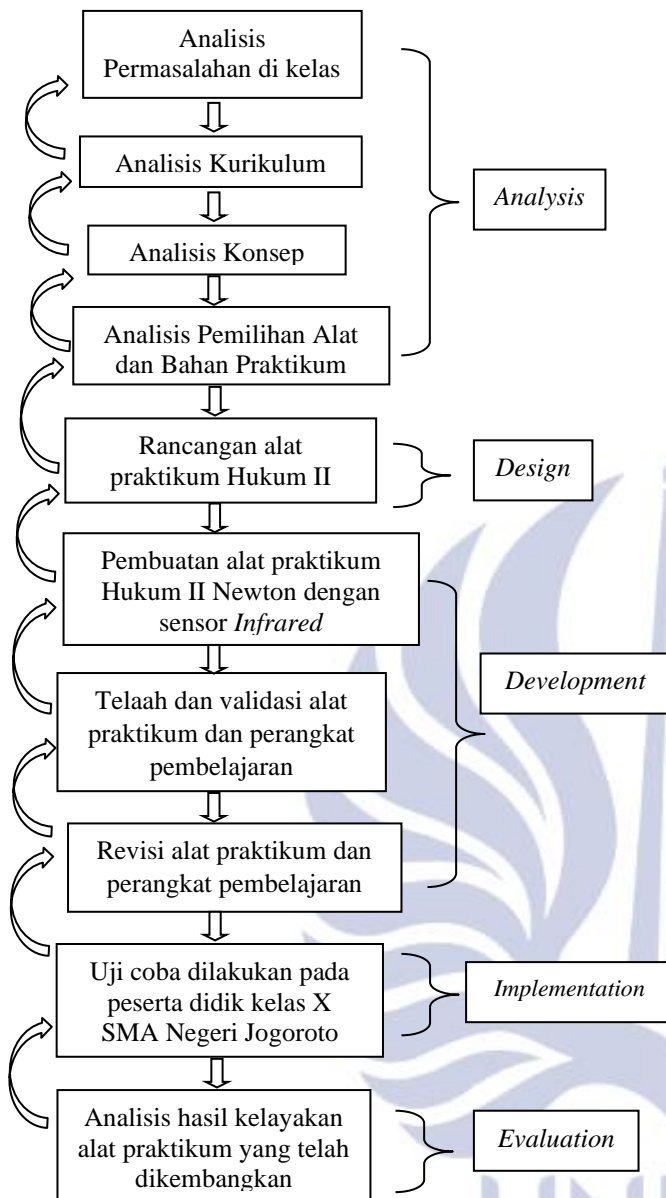 Analisis
Permasalahan di kelas
Analisis Kurikulum
Analysis
Analisis Konsep
Analisis Pemilihan Alat
dan Bahan Praktikum
Rancangan alat
praktikum Hukum II
Design
Pembuatan alat praktikum
Hukum II Newton dengan
sensor Infrared
Development
Telaah dan validasi alat
praktikum dan perangkat
pembelajaran
Revisi alat praktikum dan
perangkat pembelajaran
Uji coba dilakukan pada
peserta didik kelas X
SMA Negeri Jogoroto
Implementation
Analisis hasil kelayakan
alat praktikum yang telah
dikembangkan
Evaluation